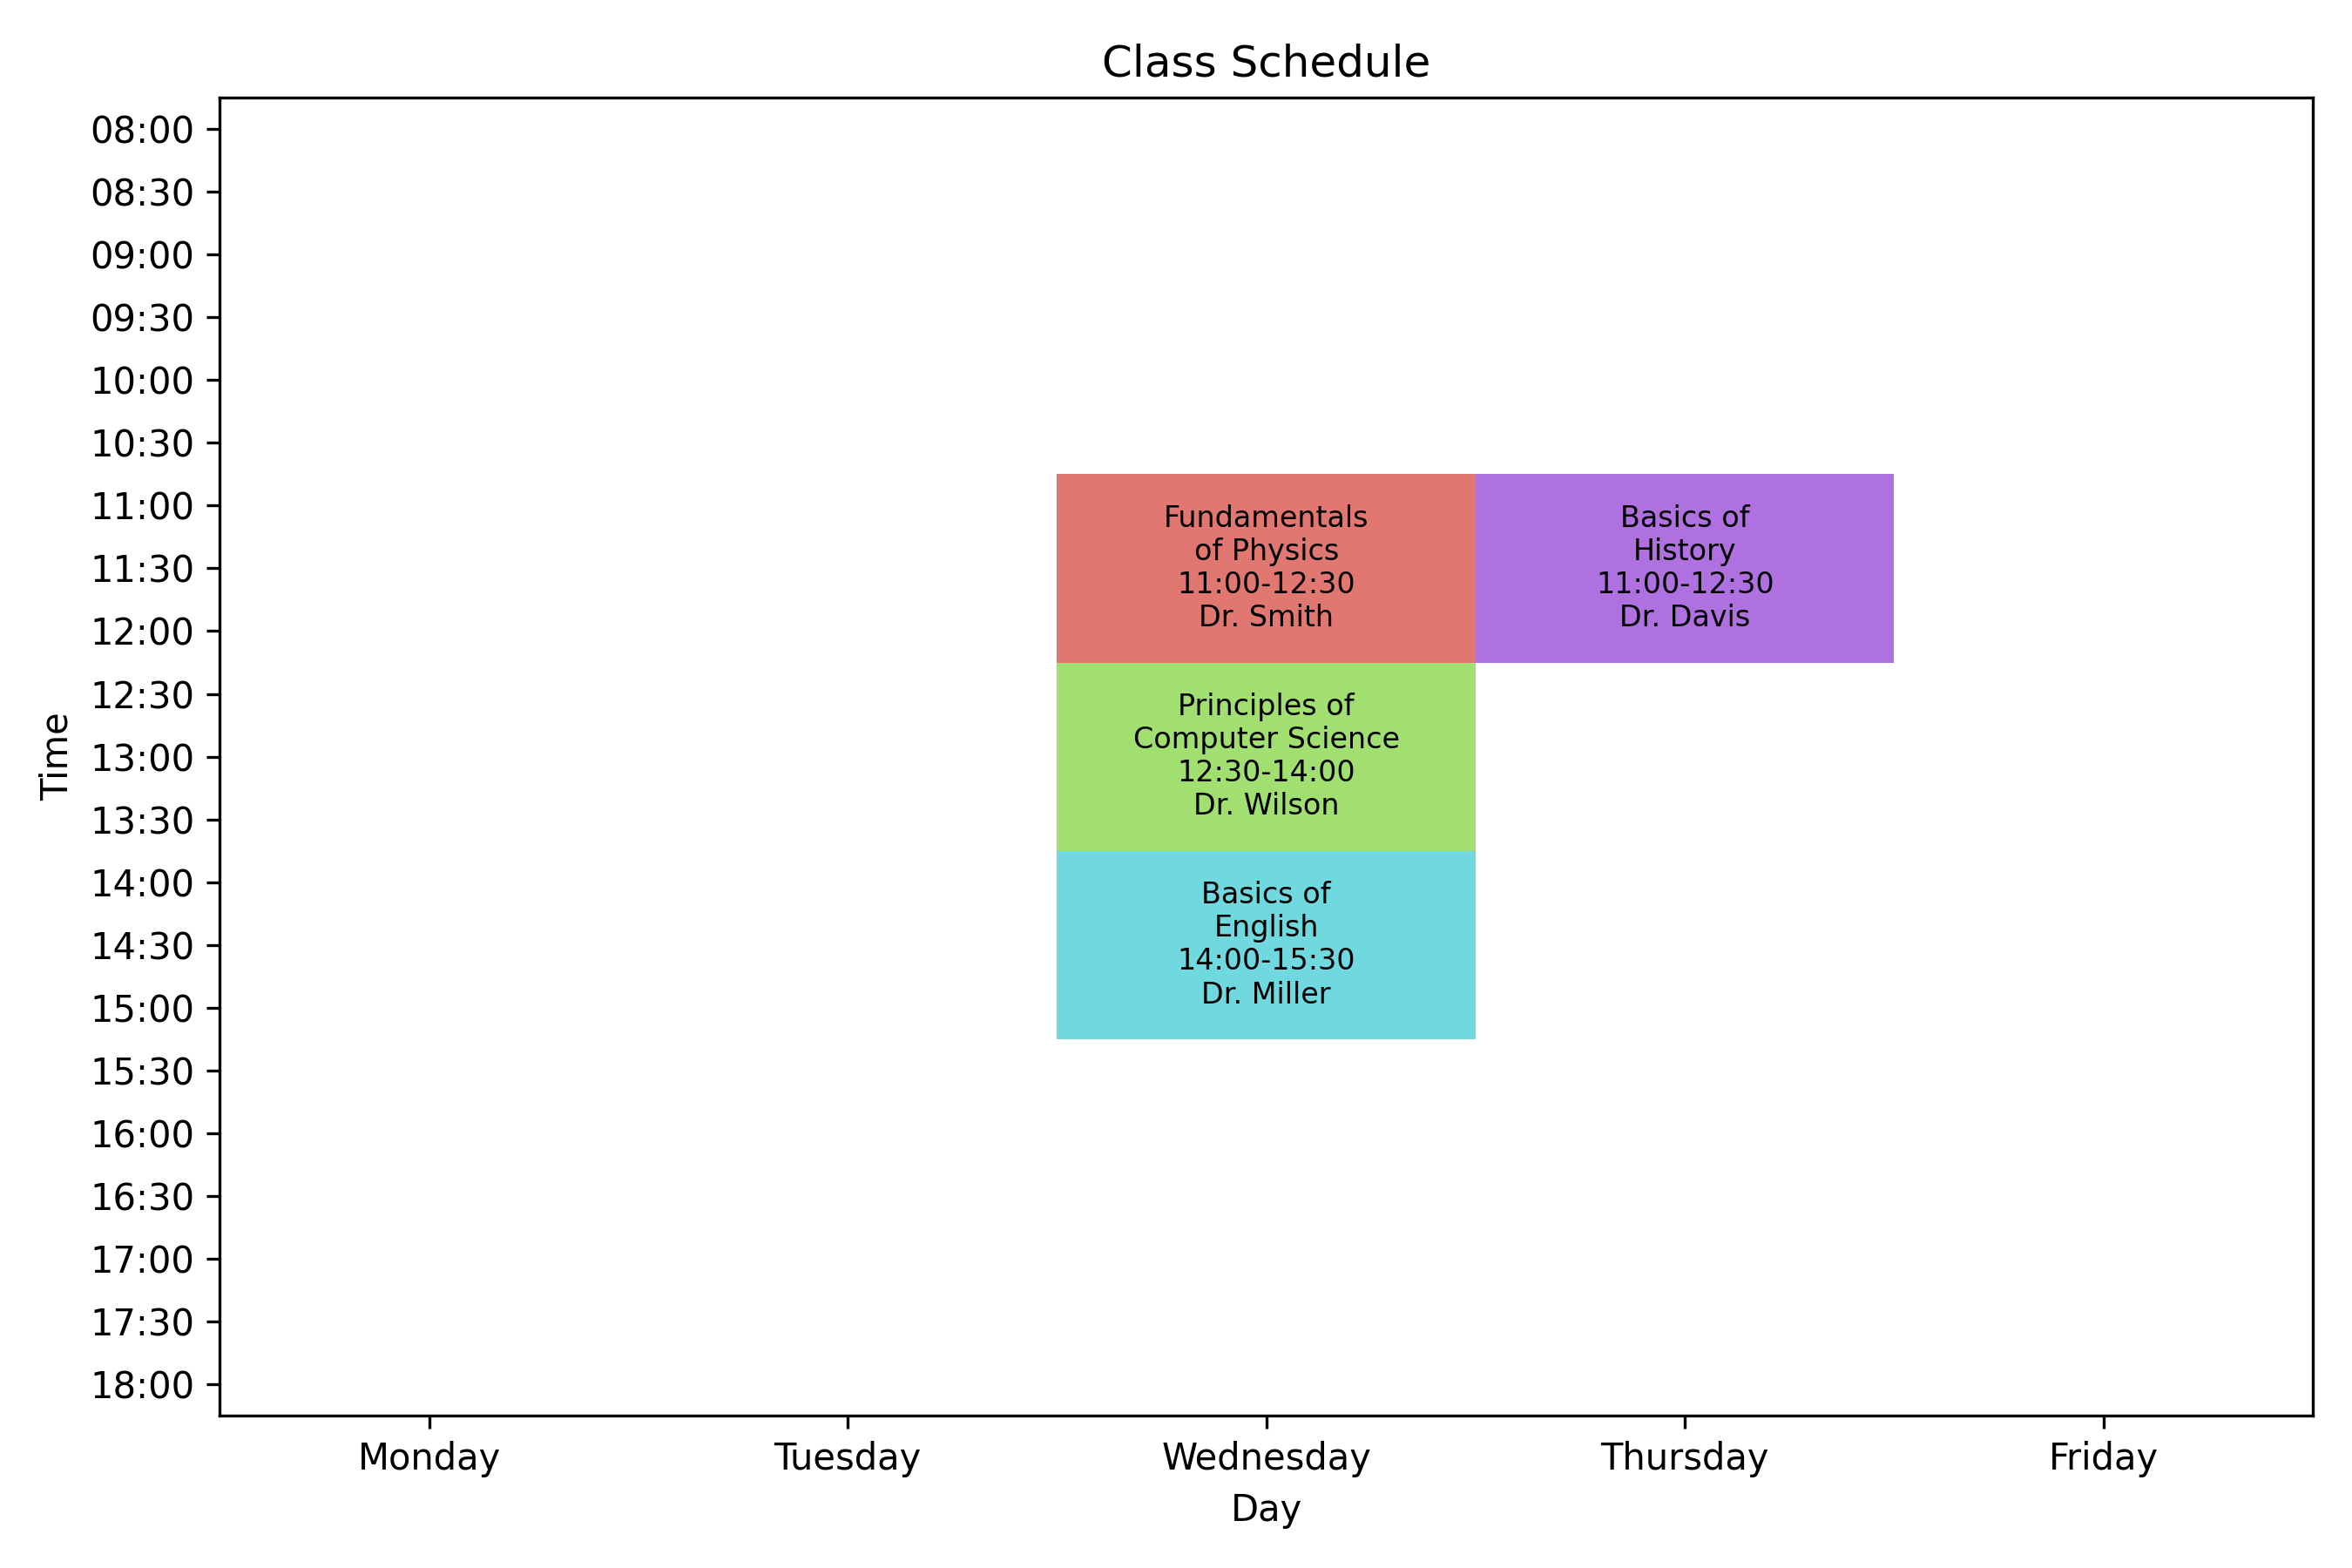 Class Schedule
Time
08:00
08:30
09:00
09:30
10:00
10:30
11:00
11:30
12:00
12:30
13:00
13:30
14:00
14:30
15:00
15:30
16:00
16:30
17:00
17:30
18:00
Fundamentals
of Physics
11:00-12:30
Dr. Smith
Basics of
History
11:00-12:30
Dr. Davis
Principles of
Computer Science
12:30-14:00
Dr. Wilson
Basics of
English
14:00-15:30
Dr. Miller
Monday
Tuesday
Wednesday
Thursday
Friday
Day